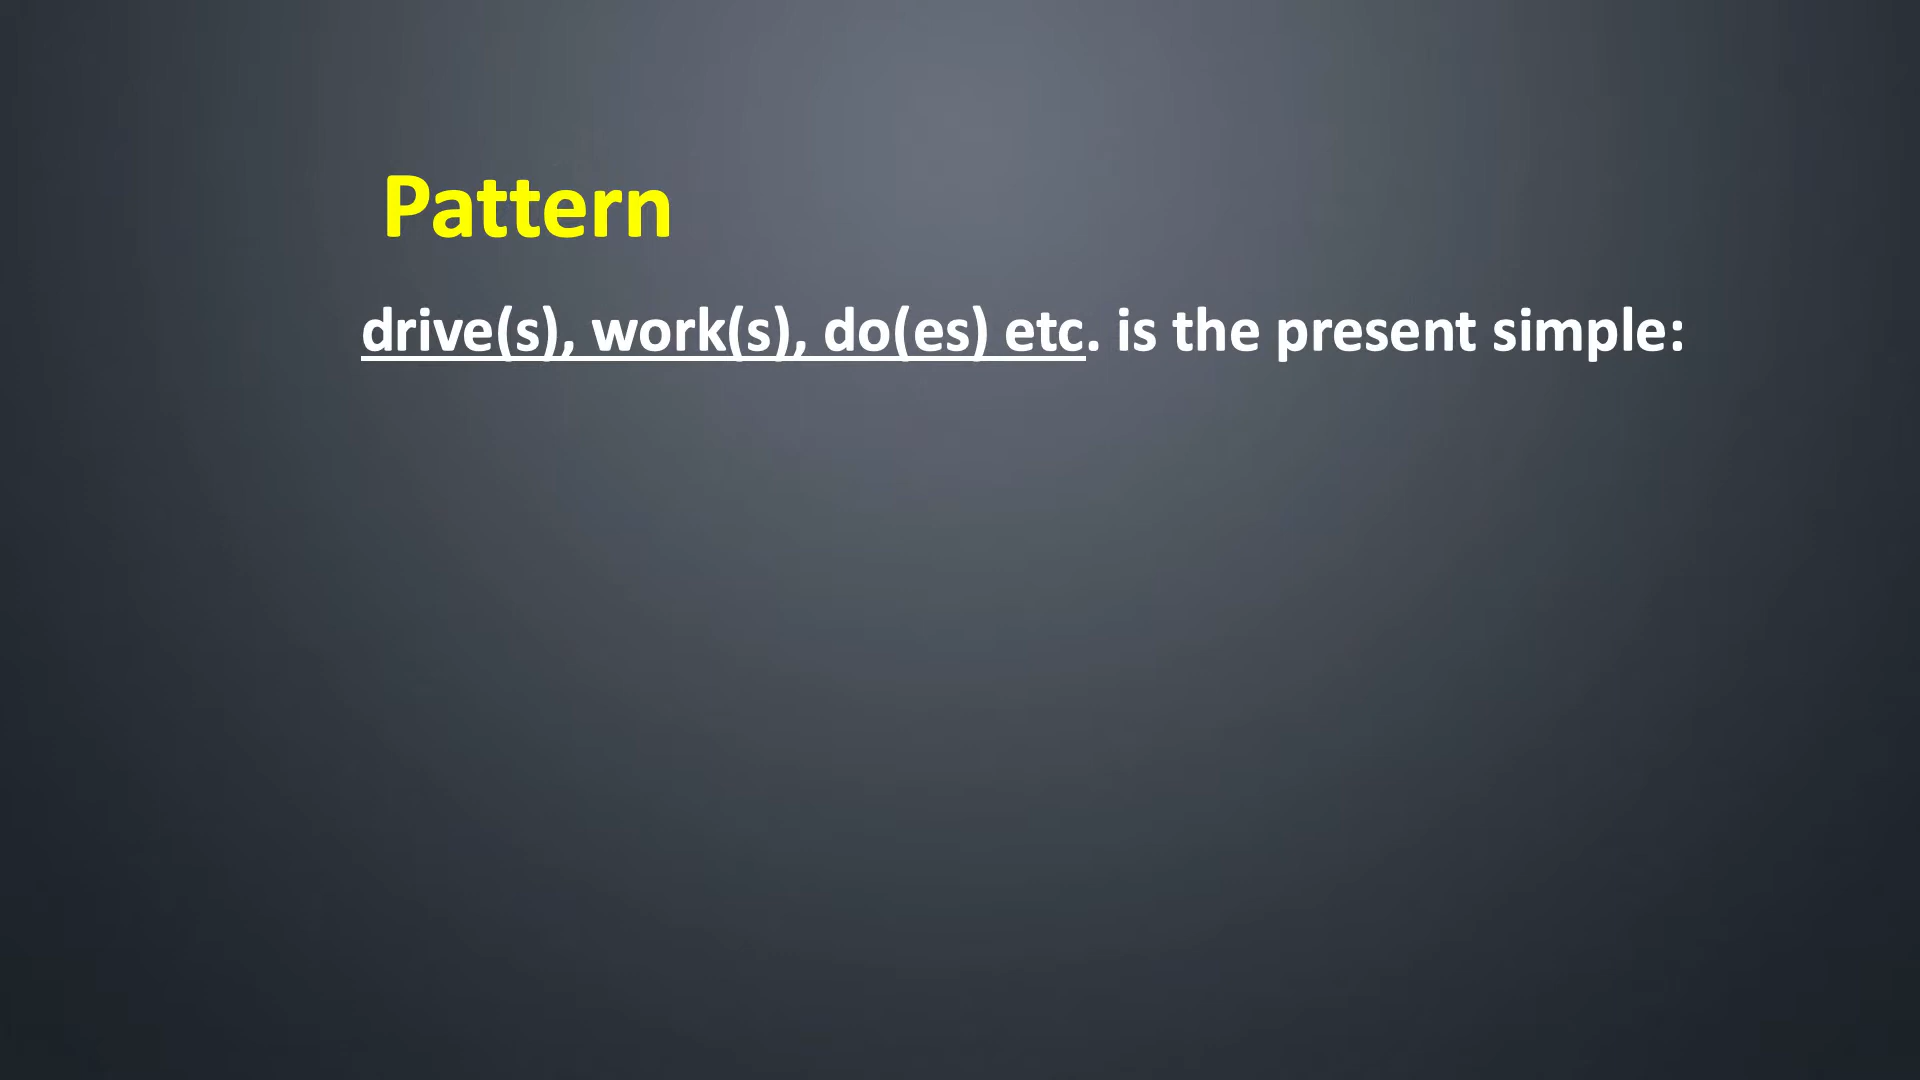 Pattern
drive(s), work(s), do(es) etc. is the present simple: